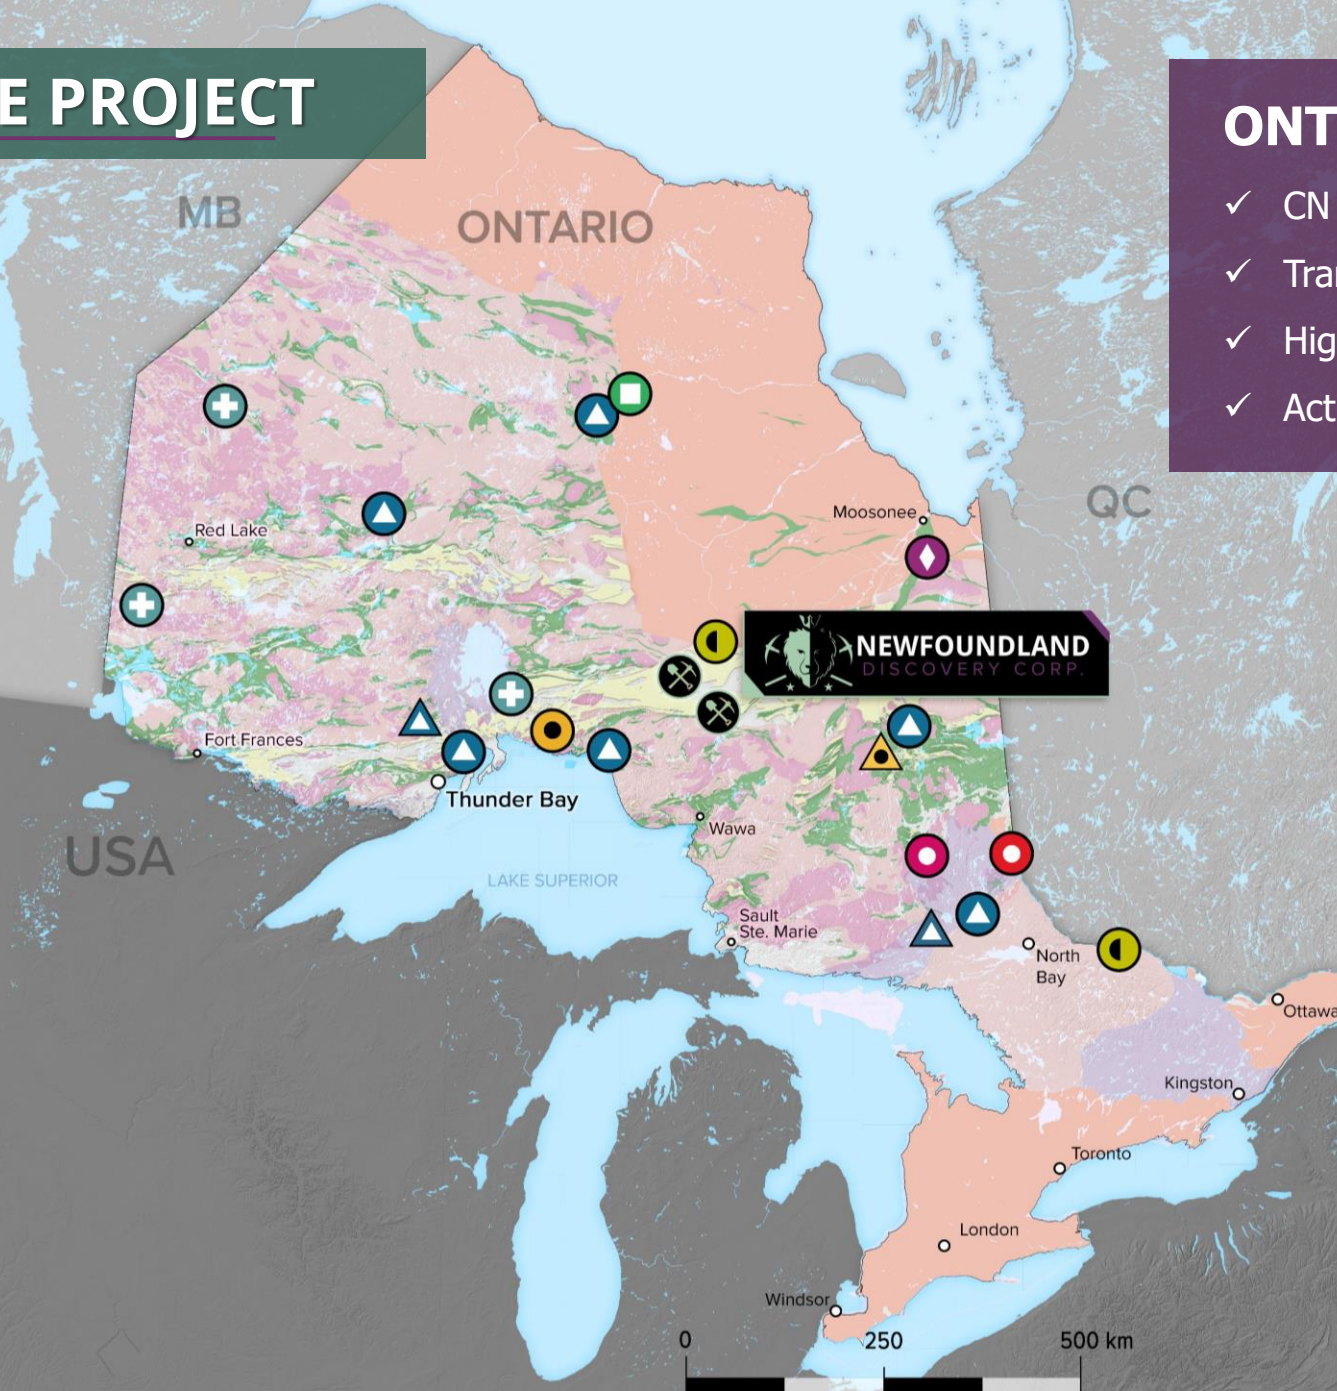 E PROJECT
ONT
CN
Tra
Hig
Act
MB
ONTARIO
QC
Moosonee
Red Lake
NEWFOUNDLAND
DISCOVERY CORP.
Fort Frances
Thunder Bay
Wawa
USA
LAKE SUPERIOR
Sault
Ste. Marie
North
Bay
Ottawa
Kingston
Toronto
London
Windsor
0 250 500 km